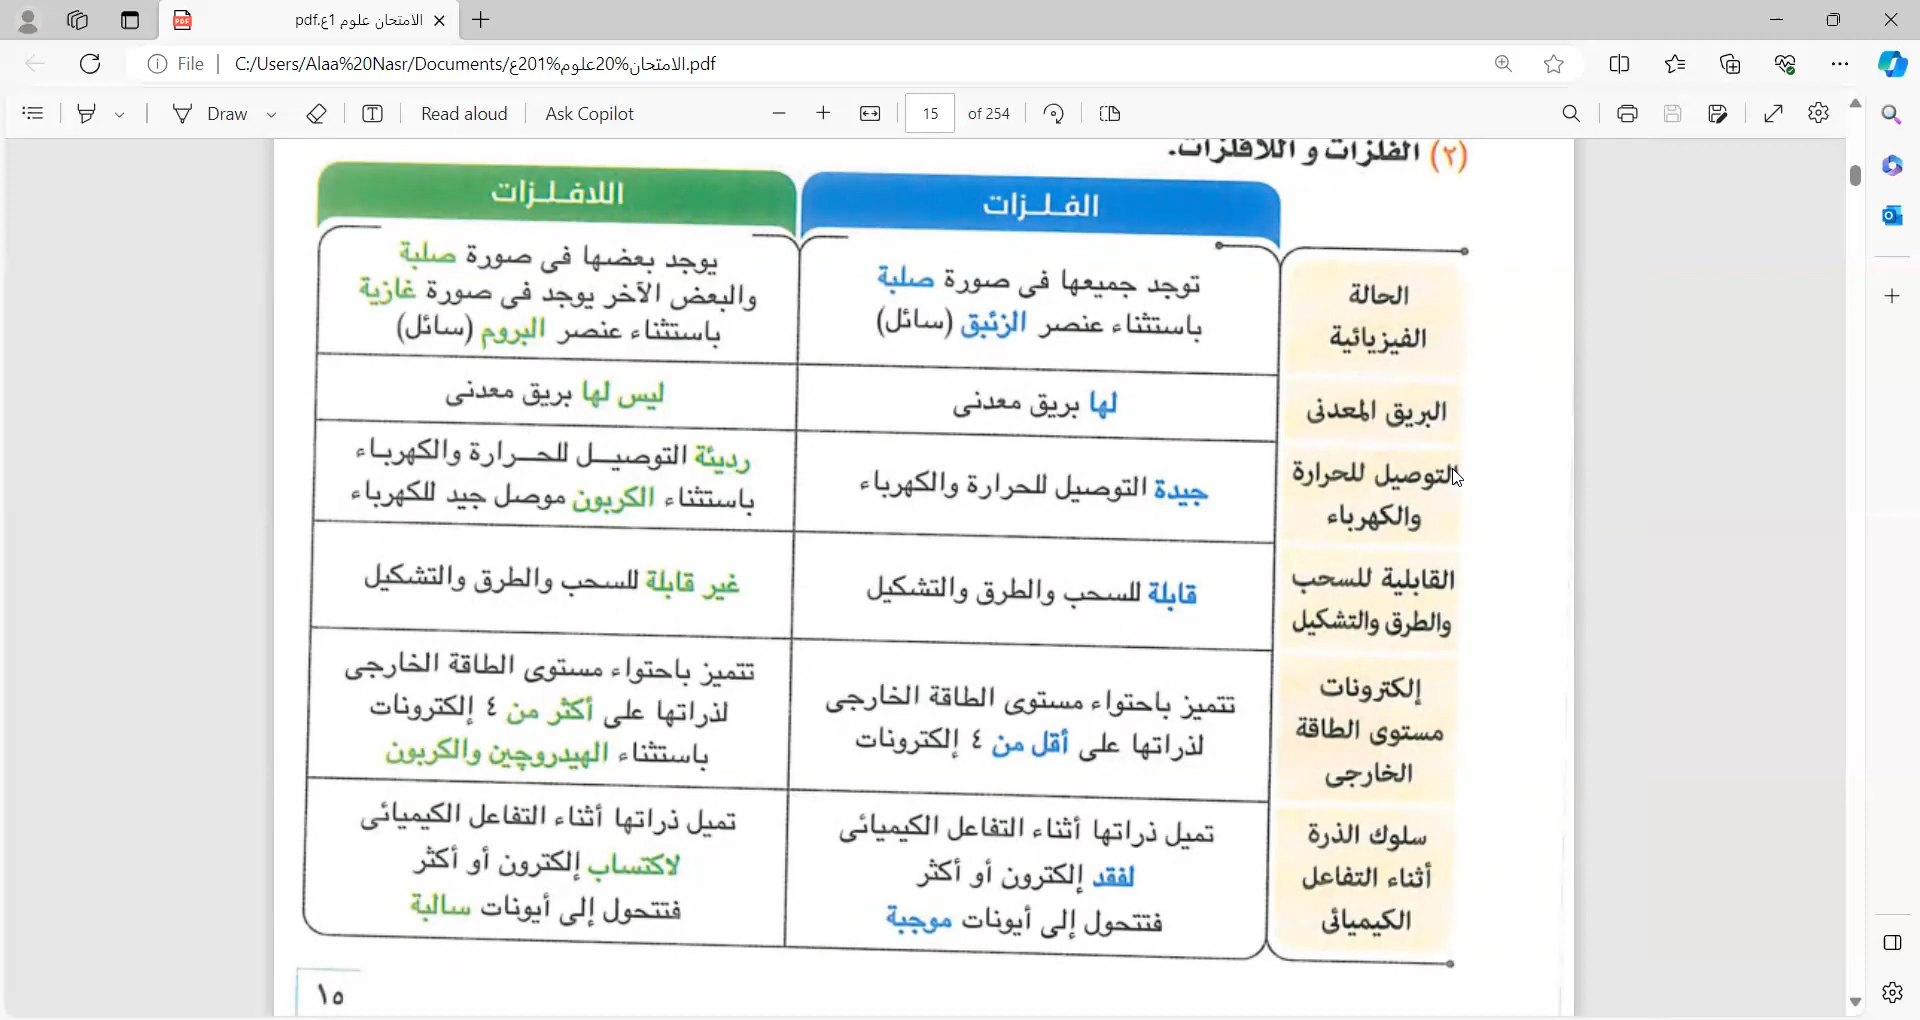 الامتحان علوم 1ع.pdf
File
C:/Users/Alaa%20Nasr/Documents/الامتحان%20علوم%201ع.pdf
Draw
Read aloud
Ask Copilot
15
of 254
(٢) الفلزات و اللافلزات.
الفلـزات
اللافلـزات
الحالة
الفيزيائية
توجد جميعها فى صورة صلبة
باستثناء عنصر الزئبق (سائل)
يوجد بعضها فى صورة صلبة
والبعض الآخر يوجد فى صورة غازية
باستثناء عنصر البروم (سائل)
البريق المعدنى
لها بريق معدنى
ليس لها بريق معدنى
التوصيل للحرارة
والكهرباء
جيدة التوصيل للحرارة والكهرباء
رديئة التوصيل للحرارة والكهرباء
باستثناء الكربون موصل جيد للكهرباء
القابلية للسحب
والطرق والتشكيل
قابلة للسحب والطرق والتشكيل
غير قابلة للسحب والطرق والتشكيل
إلكترونات
مستوى الطاقة
الخارجى
تتميز باحتواء مستوى الطاقة الخارجى
لذراتها على أقل من ٤ إلكترونات
تتميز باحتواء مستوى الطاقة الخارجى
لذراتها على أكثر من ٤ إلكترونات
باستثناء الهيدروچين والكربون
سلوك الذرة
أثناء التفاعل
الكيميائى
تميل ذراتها أثناء التفاعل الكيميائى
لفقد إلكترون أو أكثر
فتتحول إلى أيونات موجبة
تميل ذراتها أثناء التفاعل الكيميائى
لاكتساب إلكترون أو أكثر
فتتحول إلى أيونات سالبة
١٥